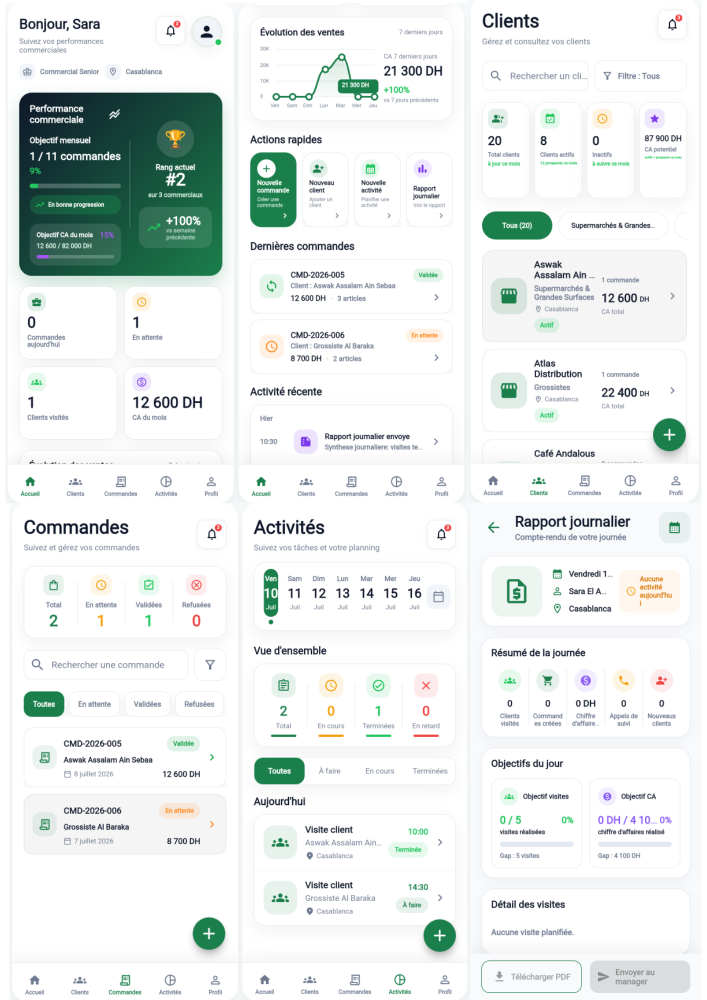 Bonjour, Sara
Suivez vos performances
commerciales
3
Commercial Senior
Casablanca
Performance
commerciale
Objectif mensuel
1 / 11 commandes
9%
En bonne progression
Objectif CA du mois 15%
12 600 / 82 000 DH
Rang actuel
#2
sur 3 commerciaux
+100%
vs semaine
précédente
0
Commandes
aujourd'hui
1
En attente
1
Clients visités
12 600 DH
CA du mois
Accueil
Clients
Commandes
Activités
Profil
Évolution des ventes
7 derniers jours
30K
20K
10K
0
Ven Sam Dim Lun Mar Mer Jeu
21 300 DH
CA 7 derniers jours
21 300 DH
+100%
vs 7 jours précédents
Actions rapides
Nouvelle
commande
Créer une
commande
Nouveau
client
Ajouter un
client
Nouvelle
activité
Planifier une
activité
Rapport
journalier
Voir le rapport
Dernières commandes
CMD-2026-005
Validée
Client : Aswak Assalam Ain Sebaa
12 600 DH • 3 articles
CMD-2026-006
En attente
Client : Grossiste Al Baraka
8 700 DH • 2 articles
Activité récente
Hier
10:30
Rapport journalier envoye
Synthese journaliere: visites te...
Accueil
Clients
Commandes
Activités
Profil
Clients
3
Gérez et consultez vos clients
Rechercher un cli...
Filtre : Tous
20
Total clients
à jour ce mois
8
Clients actifs
12 prospects ce mois
0
Inactifs
à suivre ce mois
87 900 DH
CA potentiel
actifs + prospects ce mois
Tous (20)
Supermarchés & Grandes...
Aswak
Assalam Ain ...
Supermarchés &
Grandes Surfaces
Casablanca
Actif
1 commande
12 600 DH
CA total
Atlas
Distribution
Grossistes
Casablanca
Actif
1 commande
22 400 DH
CA total
Café Andalous
Accueil
Clients
Commandes
Activités
Profil
Commandes
3
Suivez et gérez vos commandes
Total
2
En attente
1
Validées
1
Refusées
0
Rechercher une commande
Toutes
En attente
Validées
Refusées
CMD-2026-005
Validée
Aswak Assalam Ain Sebaa
8 juillet 2026
12 600 DH
CMD-2026-006
En attente
Grossiste Al Baraka
7 juillet 2026
8 700 DH
Accueil
Clients
Commandes
Activités
Profil
Activités
3
Suivez vos tâches et votre planning
Ven Sam Dim Lun Mar Mer Jeu
10 11 12 13 14 15 16
Juil Juil Juil Juil Juil Juil Juil
Vue d'ensemble
2
Total
0
En cours
1
Terminées
0
En retard
Toutes
À faire
En cours
Terminées
Aujourd'hui
Visite client
10:00
Aswak Assalam Ain...
Terminée
Casablanca
Visite client
14:30
Grossiste Al Baraka
À faire
Casablanca
Accueil
Clients
Commandes
Activités
Profil
Rapport journalier
Compte-rendu de votre journée
Vendredi 1...
Sara El A...
Casablanca
Aucune
activité
aujourd'hu
i
Résumé de la journée
0
Clients
visités
0
Command
es créées
0 DH
Chiffre
d'affaire...
0
Appels de
suivi
0
Nouveaux
clients
Objectifs du jour
Objectif visites
0 / 5 0%
visites réalisées
Gap : 5 visites
Objectif CA
0 DH / 4 10... 0%
chiffre d'affaires réalisé
Gap : 4 100 DH
Détail des visites
Aucune visite planifiée.
Télécharger PDF
Envoyer au
manager